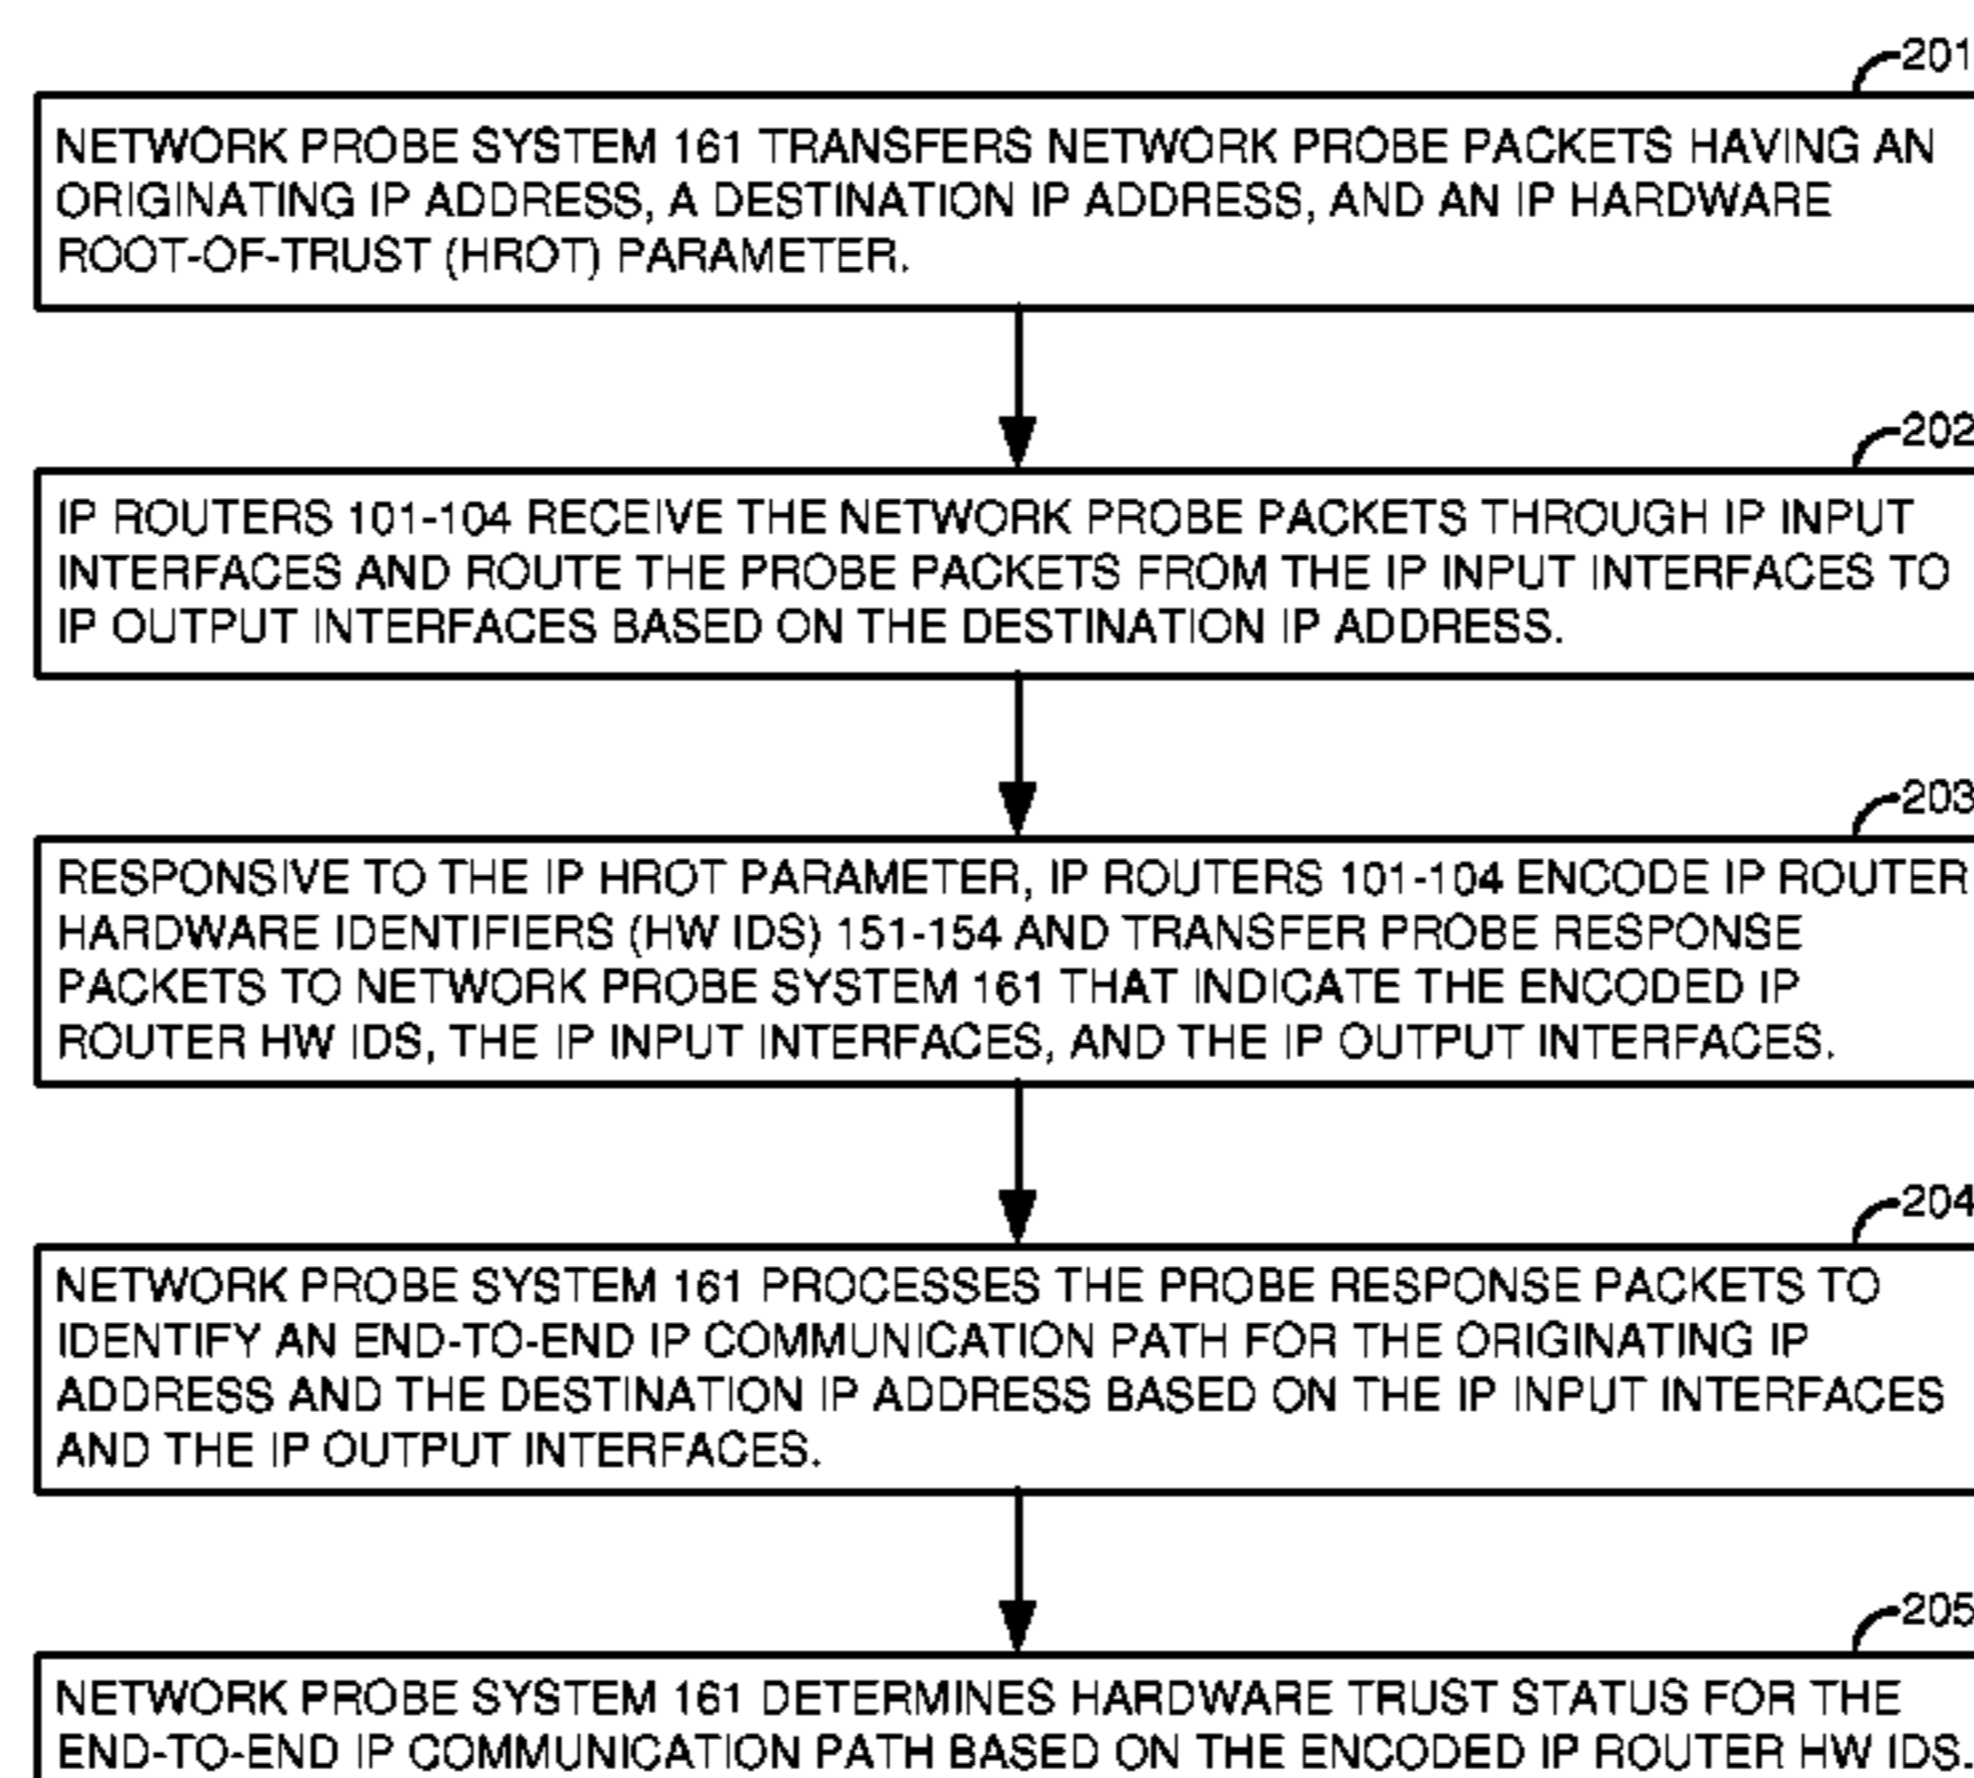 201
NETWORK PROBE SYSTEM 161 TRANSFERS NETWORK PROBE PACKETS HAVING AN
ORIGINATING IP ADDRESS, A DESTINATION IP ADDRESS, AND AN IP HARDWARE
ROOT-OF-TRUST (HROT) PARAMETER.
202
IP ROUTERS 101-104 RECEIVE THE NETWORK PROBE PACKETS THROUGH IP INPUT
INTERFACES AND ROUTE THE PROBE PACKETS FROM THE IP INPUT INTERFACES TO
IP OUTPUT INTERFACES BASED ON THE DESTINATION IP ADDRESS.
203
RESPONSIVE TO THE IP HROT PARAMETER, IP ROUTERS 101-104 ENCODE IP ROUTER
HARDWARE IDENTIFIERS (HW IDS) 151-154 AND TRANSFER PROBE RESPONSE
PACKETS TO NETWORK PROBE SYSTEM 161 THAT INDICATE THE ENCODED IP
ROUTER HW IDS, THE IP INPUT INTERFACES, AND THE IP OUTPUT INTERFACES.
204
NETWORK PROBE SYSTEM 161 PROCESSES THE PROBE RESPONSE PACKETS TO
IDENTIFY AN END-TO-END IP COMMUNICATION PATH FOR THE ORIGINATING IP
ADDRESS AND THE DESTINATION IP ADDRESS BASED ON THE IP INPUT INTERFACES
AND THE IP OUTPUT INTERFACES.
205
NETWORK PROBE SYSTEM 161 DETERMINES HARDWARE TRUST STATUS FOR THE
END-TO-END IP COMMUNICATION PATH BASED ON THE ENCODED IP ROUTER HW IDS.